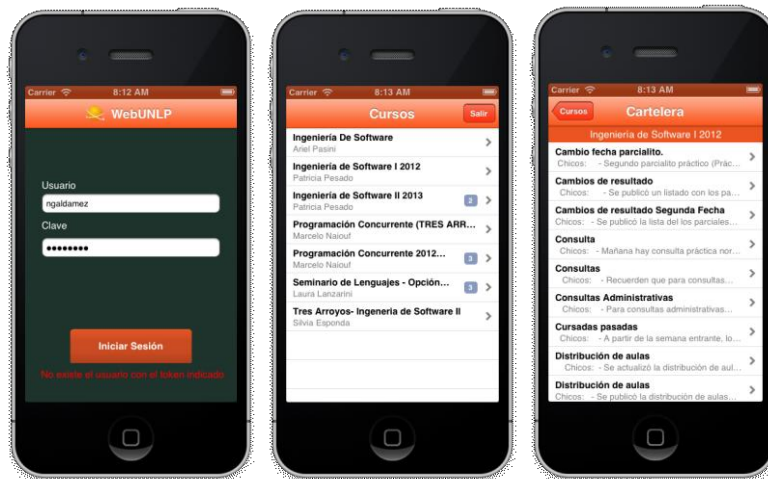 Carrier 8:12 AM
WebUNLP
Usuario
ngaldamez
Clave
••••••••
Iniciar Sesión
No existe el usuario con el token indicado
Carrier 8:13 AM
Cursos Salir
Ingeniería De Software
Ariel Pasini
Ingeniería de Software I 2012
Patricia Pesado
Ingeniería de Software II 2013 2
Patricia Pesado
Programación Concurrente (TRES ARR...
Marcelo Naiouf
Programación Concurrente 2012... 3
Marcelo Naiouf
Seminario de Lenguajes - Opción... 3
Laura Lanzarini
Tres Arroyos- Ingenieria de Software II
Silvia Esponda
Carrier 8:13 AM
Cursos Cartelera
Ingeniería de Software I 2012
Cambio fecha parcialito.
Chicos: - Segundo parcialito práctico (Prác...
Cambios de resultado
Chicos: - Se publicó un listado con los pa...
Cambios de resultado Segunda Fecha
Chicos: - Se publicó la lista del los parciales...
Consulta
Chicos: - Mañana hay consulta práctica nor...
Consultas
Chicos: - Recuerden que para consultas...
Consultas Administrativas
Chicos: - Para consultas administrativas...
Cursadas pasadas
Chicos: - A partir de la semana entrante, lo...
Distribución de aulas
Chicos: - Se actualizó la distribución de aul...
Distribución de aulas
Chicos: - Se publicó la distribución de aulas...